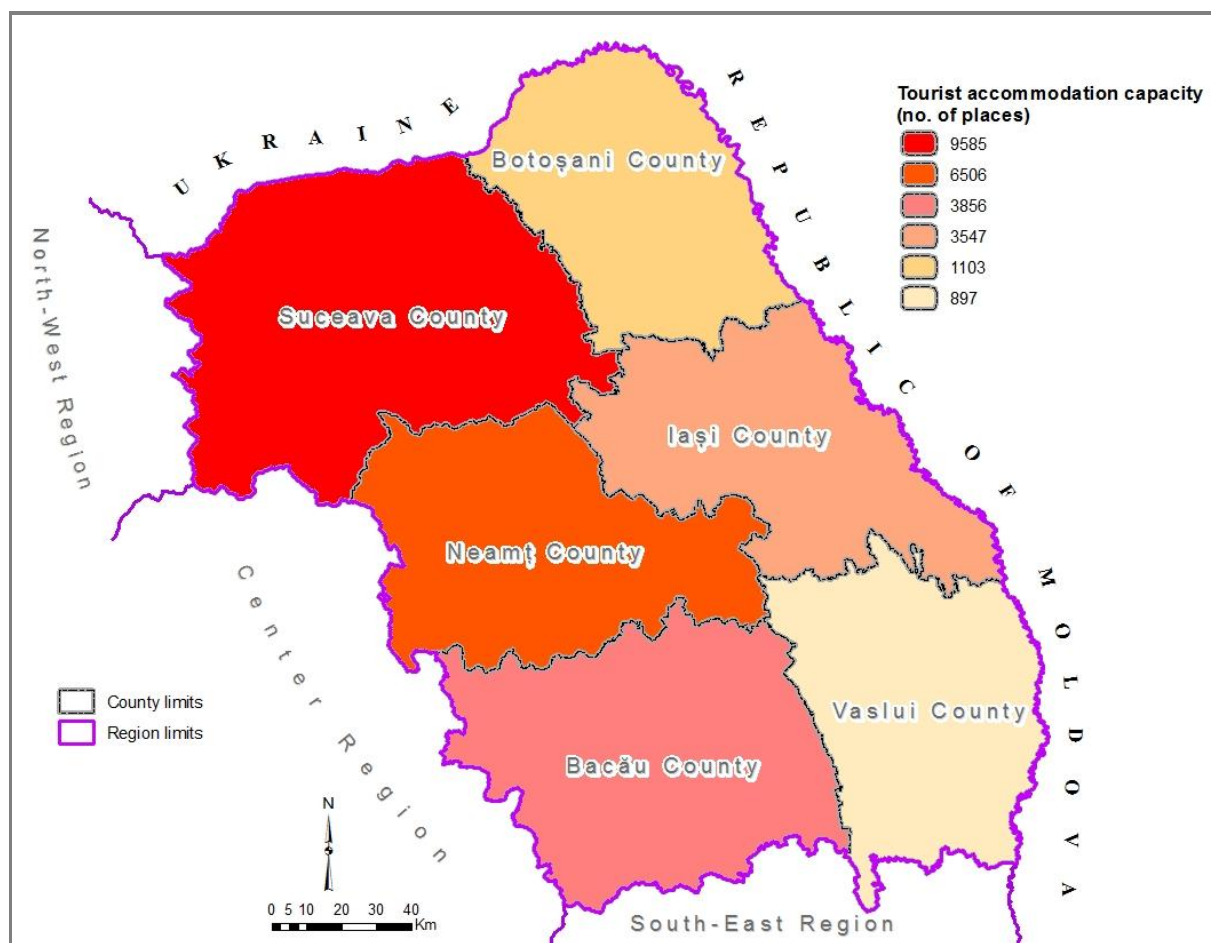 UKRAINE
REPUBLIC OF MOLDOVA
Tourist accommodation capacity
(no. of places)
9585
6506
3856
3547
1103
897
Botoșani County
North-West Region
Suceava County
Iași County
Neamț County
Center Region
County limits
Region limits
Vaslui County
Bacău County
N
0 5 10 20 30 40
Km
South-East Region